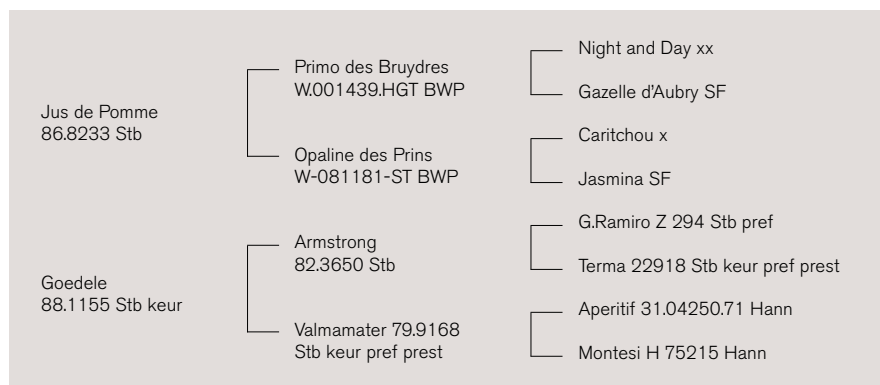 Jus de Pomme
86.8233 Stb
Primo des Bruydres
W.001439.HGT BWP
Opaline des Prins
W-081181-ST BWP
Night and Day xx
Gazelle d'Aubry SF
Caritchou x
Jasmina SF
Goedele
88.1155 Stb keur
Armstrong
82.3650 Stb
Valmamater 79.9168
Stb keur pref prest
G.Ramiro Z 294 Stb pref
Terma 22918 Stb keur pref prest
Aperitif 31.04250.71 Hann
Montesi H 75215 Hann